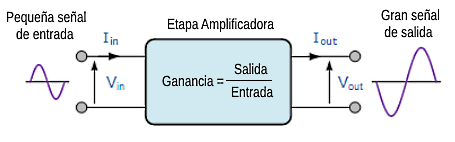 Pequeña señal
de entrada
Iin
Etapa Amplificadora
Iout
Gran señal
de salida
Vin
Ganancia = Salida
Entrada
Vout